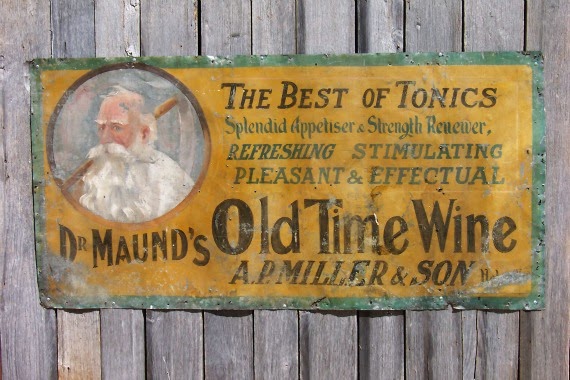 THE BEST OF TONICS
Splendid Appetiser & Strength Renewer,
REFRESHING STIMULATING
PLEASANT & EFFECTUAL
DR MAUND'S Old Time Wine
A.P. MILLER & SON